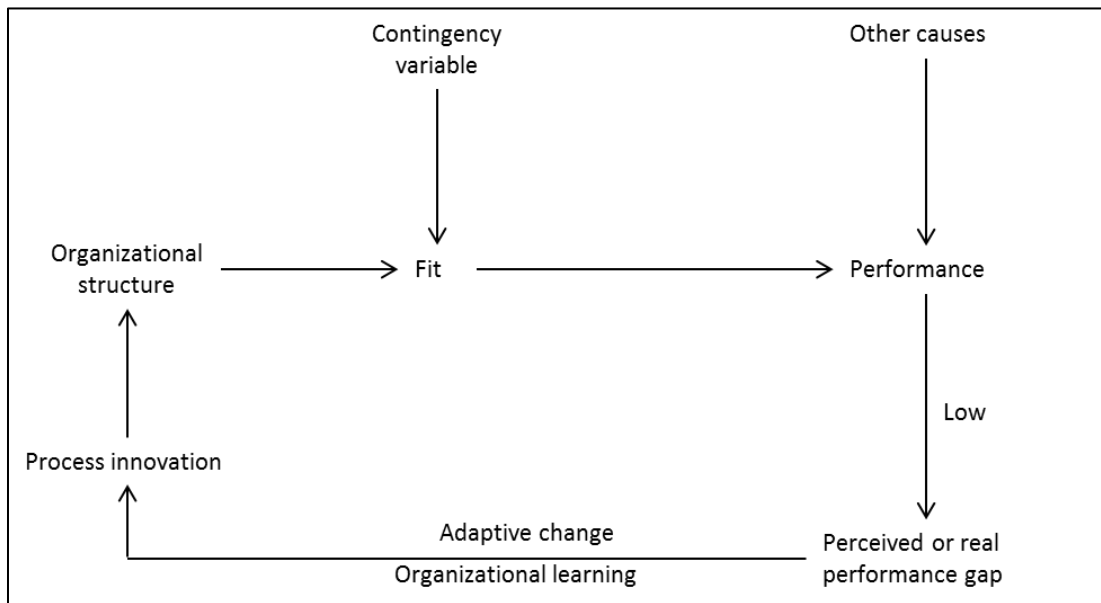 Contingency
variable
Other causes
Organizational
structure
Fit
Performance
Low
Process innovation
Adaptive change
Organizational learning
Perceived or real
performance gap